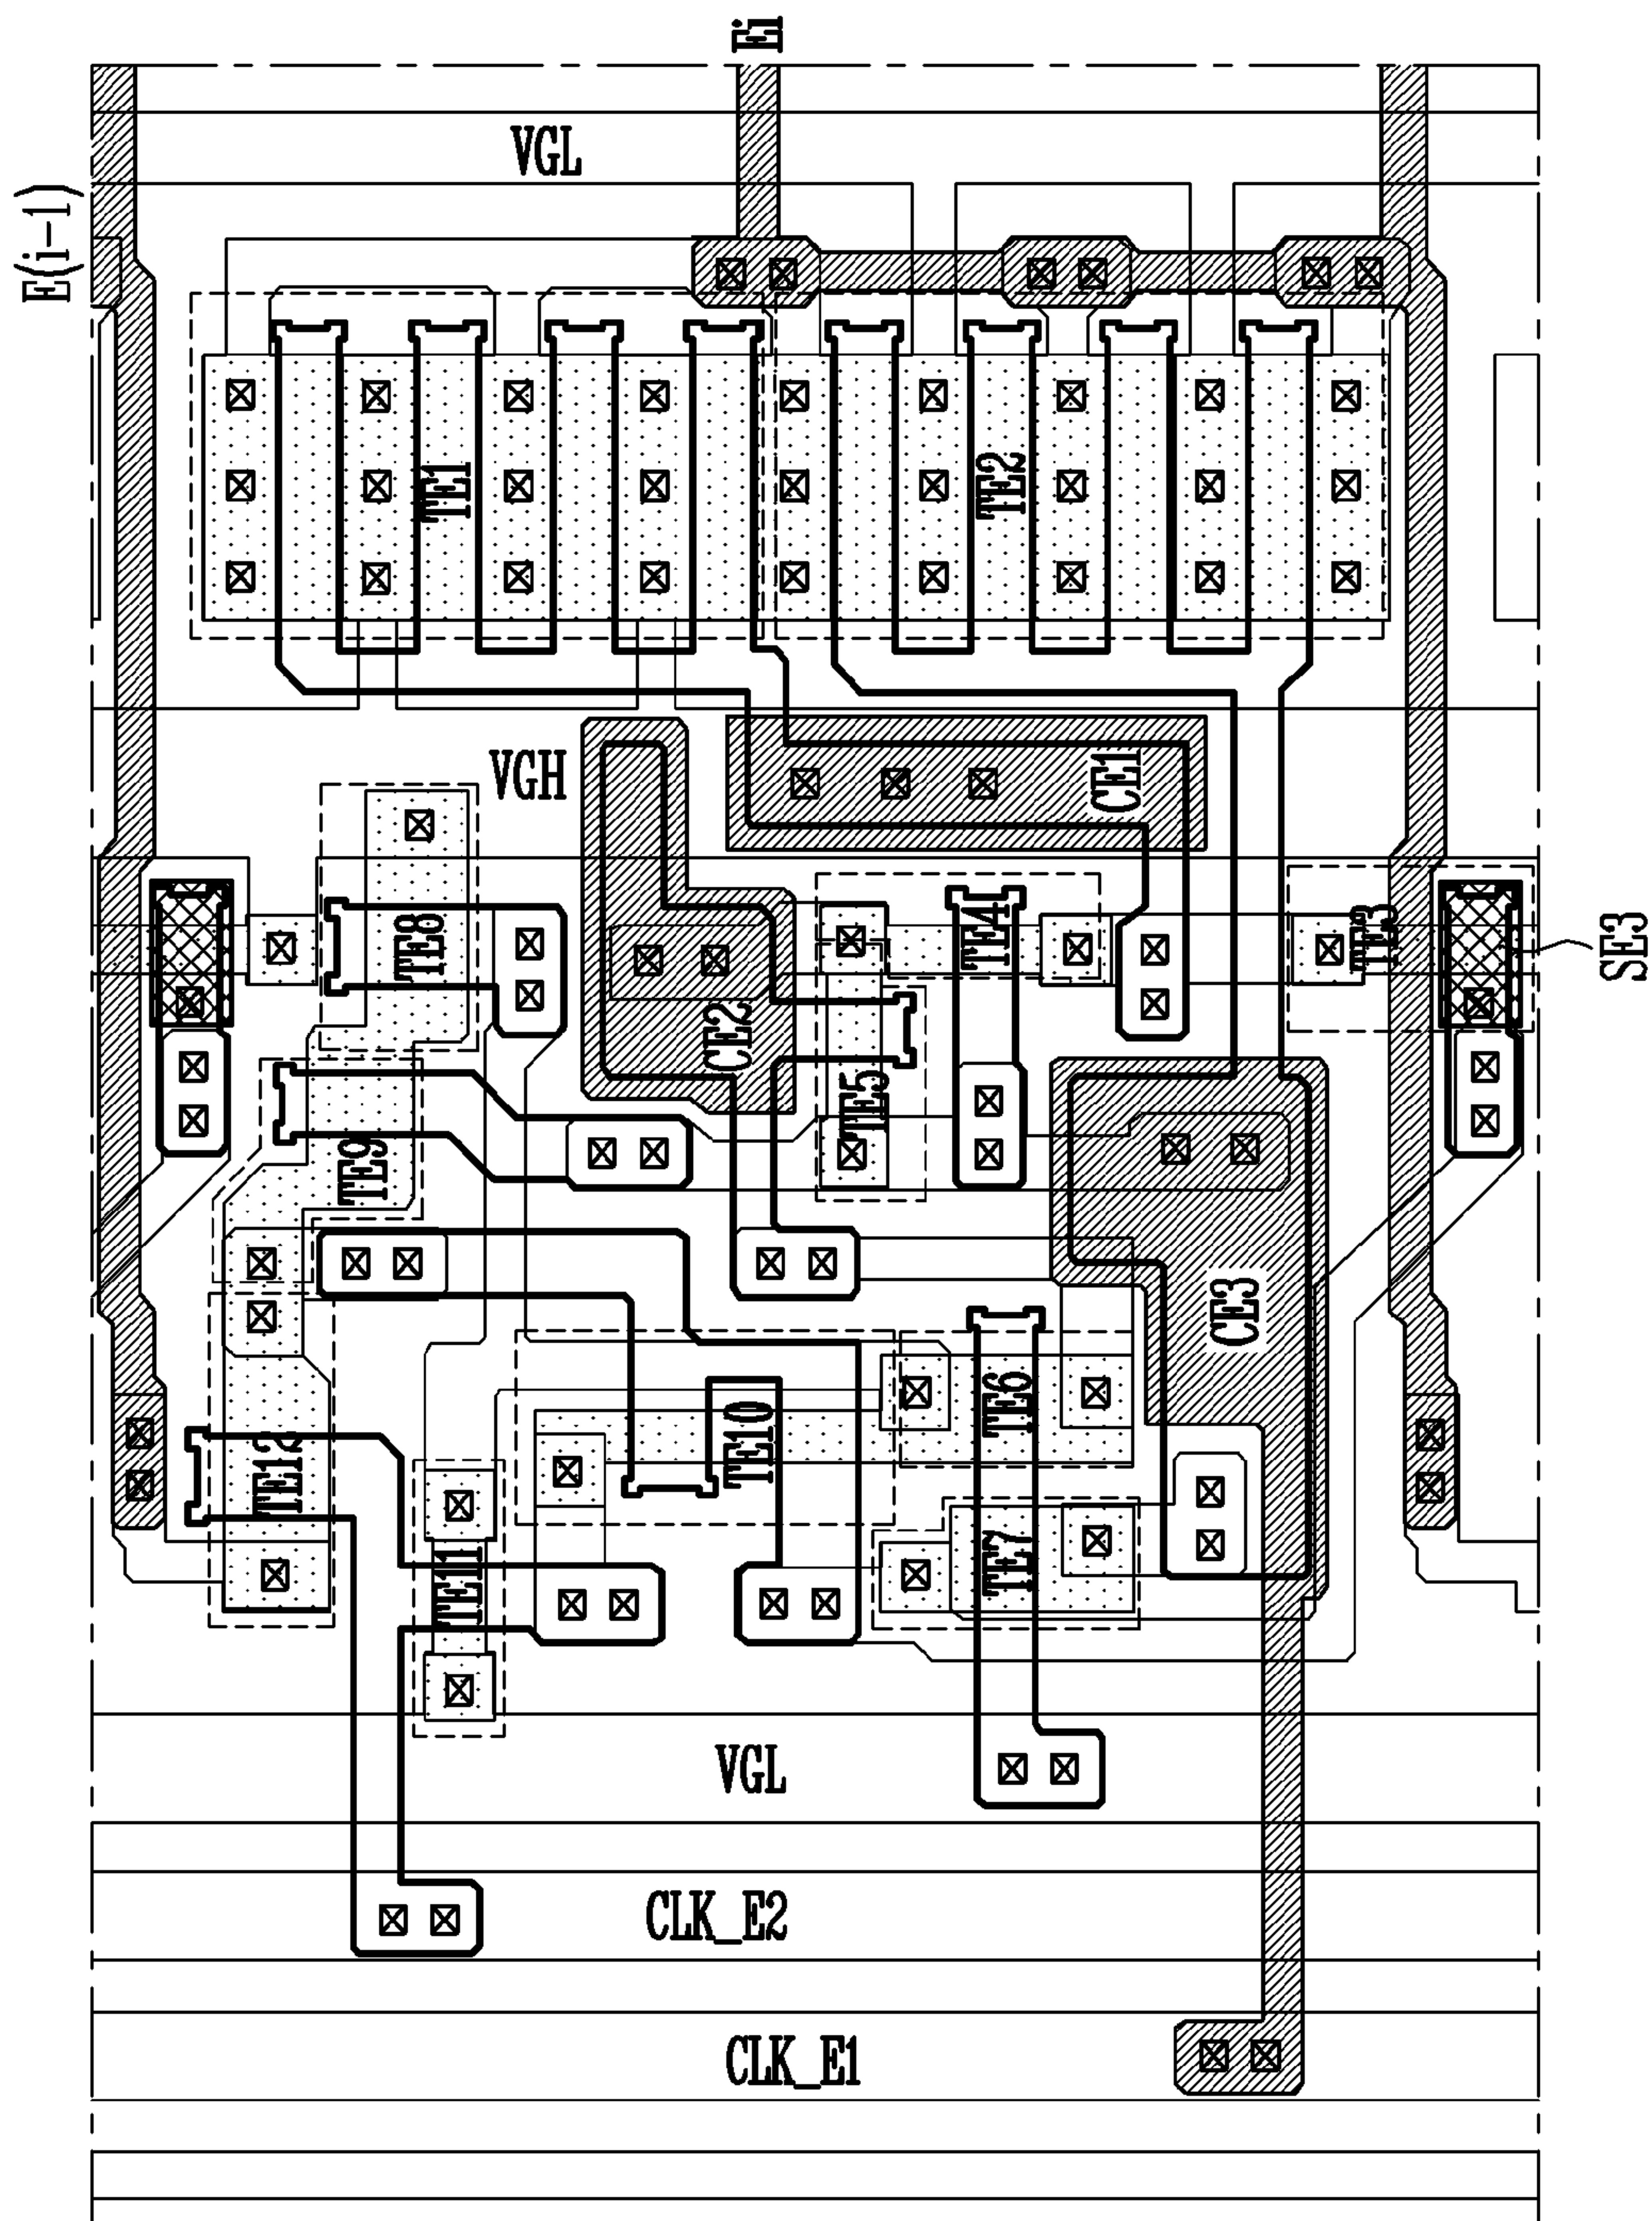 Ei
VGL
E(i-1)
TE1
TE2
VGH
CE1
TE8
TE4
TE3
SE3
CE2
TE5
TE9
CE3
TE6
TE10
TE12
TE7
TE11
VGL
CLK_E2
CLK_E1